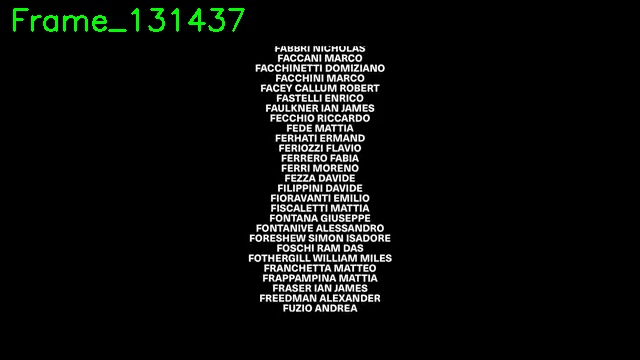 Frame_131437
FABBRI NICHOLAS
FACCANI MARCO
FACCHINETTI DOMIZIANO
FACCHINI MARCO
FACEY CALLUM ROBERT
FASTELLI ENRICO
FAULKNER IAN JAMES
FECCHIO RICCARDO
FEDE MATTIA
FERHATI ERMAND
FERIOZZI FLAVIO
FERRERO FABIA
FERRI MORENO
FEZZA DAVIDE
FILIPPINI DAVIDE
FIORAVANTI EMILIO
FISCALETTI MATTIA
FONTANA GIUSEPPE
FONTANIVE ALESSANDRO
FORESHEW SIMON ISADORE
FOSCHI RAM DAS
FOTHERGILL WILLIAM MILES
FRANCHETTA MATTEO
FRAPPAMPINA MATTIA
FRASER IAN JAMES
FREEDMAN ALEXANDER
FUZIO ANDREA